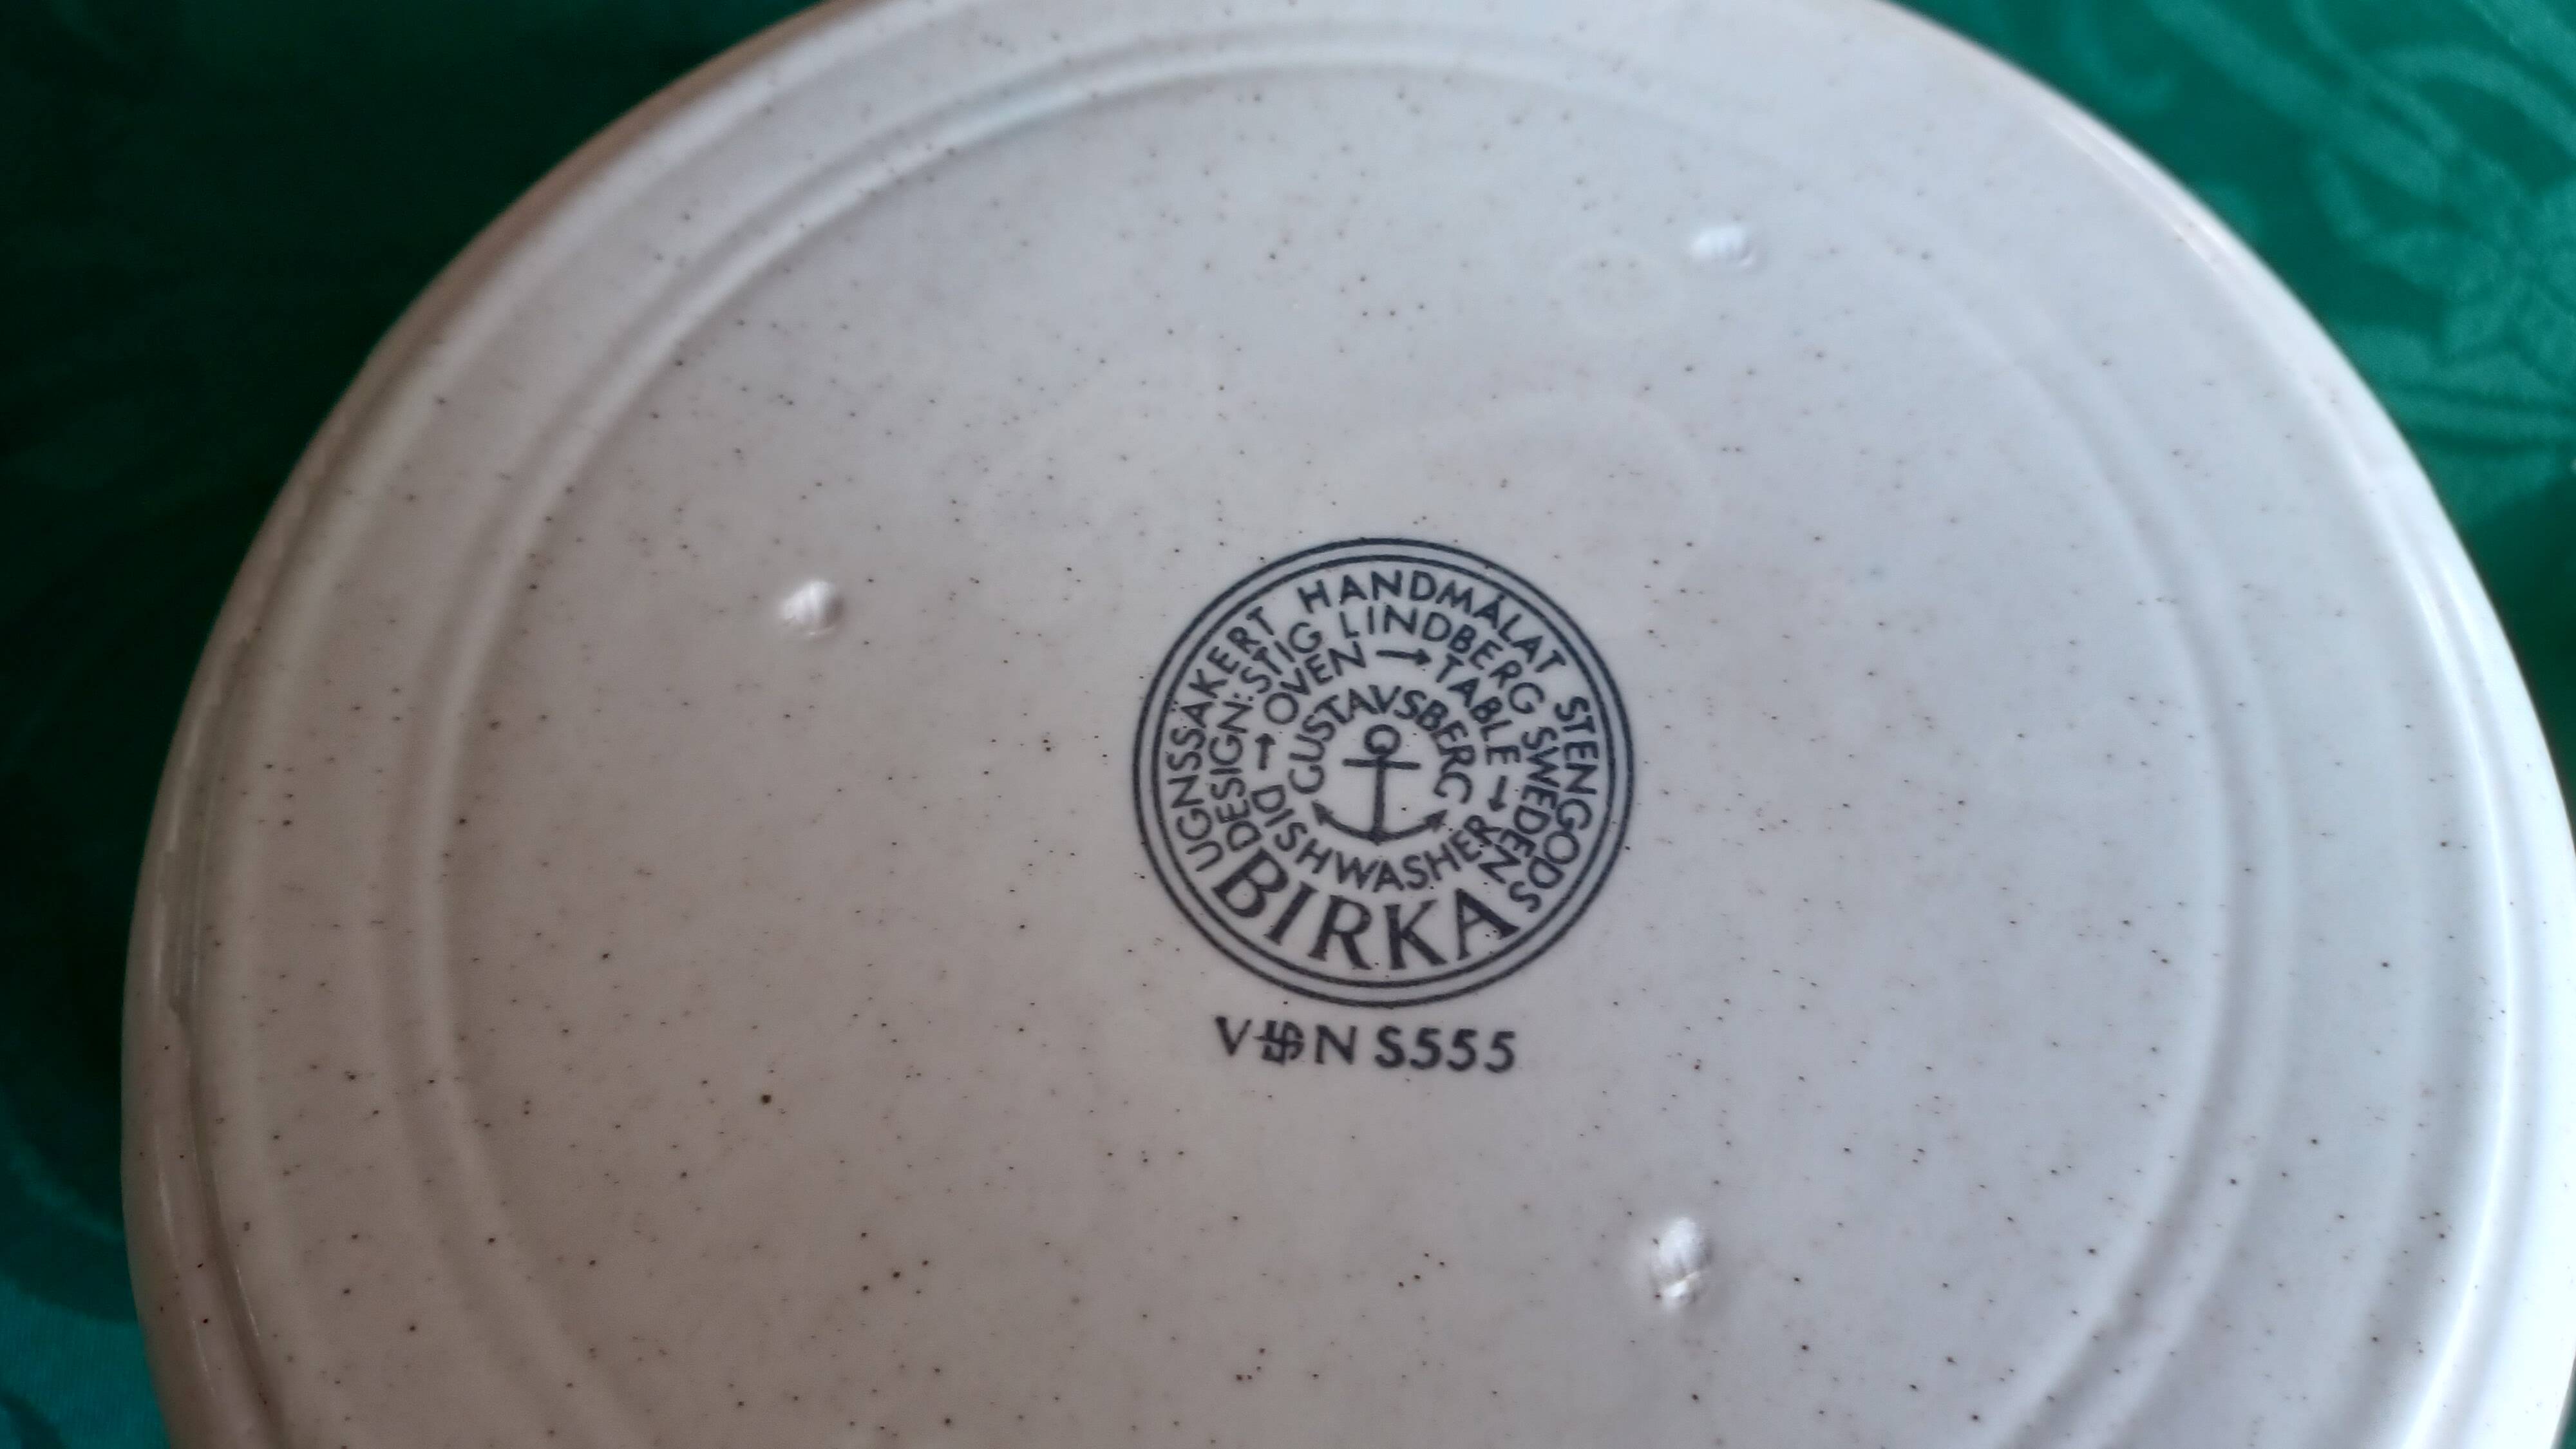 UGNSSÄKERT HANDMÅLAT STENGODS
DESIGN: STIG LINDBERG SWEDEN
OVEN → TABLE → DISHWASHER →
GUSTAVSBERG
BIRKA
V N S555